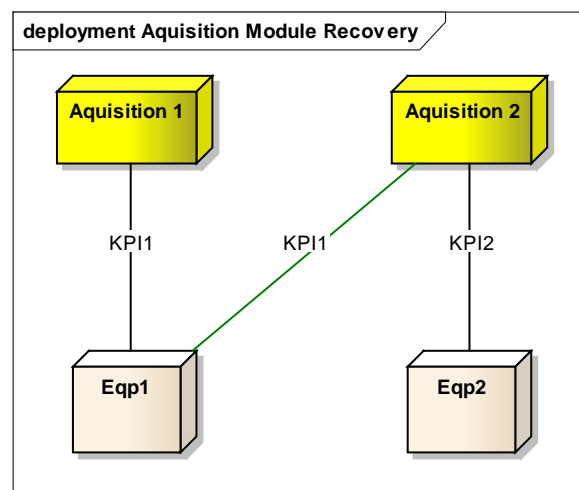 deployment Aquisition Module Recovery
Aquisition 1
Aquisition 2
KPI1
KPI1
KPI2
Eqp1
Eqp2